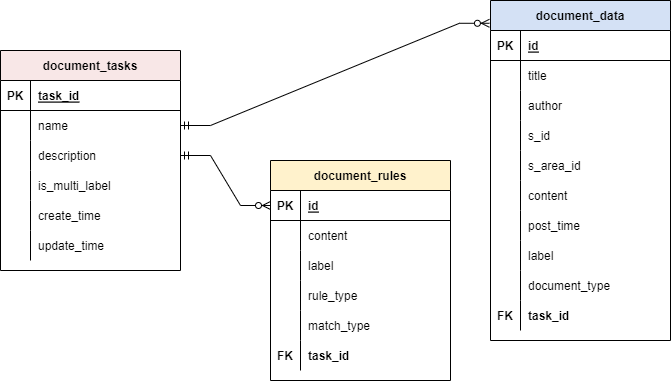 document_tasks
PK task_id
name
description
is_multi_label
create_time
update_time
document_rules
PK id
content
label
rule_type
match_type
FK task_id
document_data
PK id
title
author
s_id
s_area_id
content
post_time
label
document_type
FK task_id